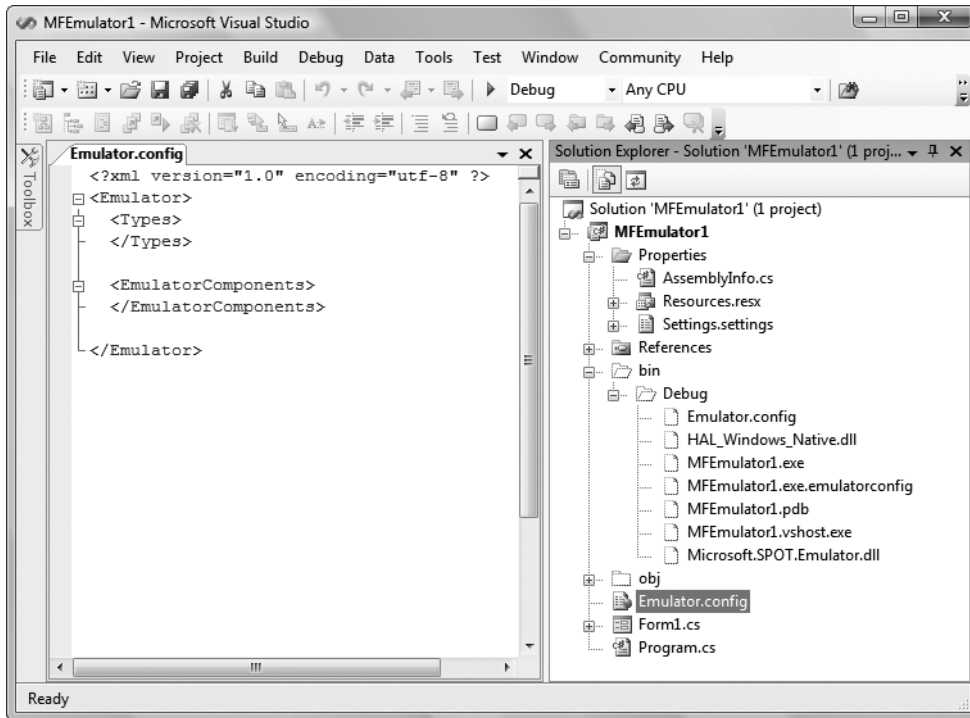 MFEmulator1 - Microsoft Visual Studio
File Edit View Project Build Debug Data Tools Test Window Community Help
Debug Any CPU
Toolbox
Emulator.config
<?xml version="1.0" encoding="utf-8" ?>
<Emulator>
<Types>
</Types>
<EmulatorComponents>
</EmulatorComponents>
</Emulator>
Solution Explorer - Solution 'MFEmulator1' (1 proj...
Solution 'MFEmulator1' (1 project)
MFEmulator1
Properties
AssemblyInfo.cs
Resources.resx
Settings.settings
References
bin
Debug
Emulator.config
HAL_Windows_Native.dll
MFEmulator1.exe
MFEmulator1.exe.emulatorconfig
MFEmulator1.pdb
MFEmulator1.vshost.exe
Microsoft.SPOT.Emulator.dll
obj
Emulator.config
Form1.cs
Program.cs
Ready